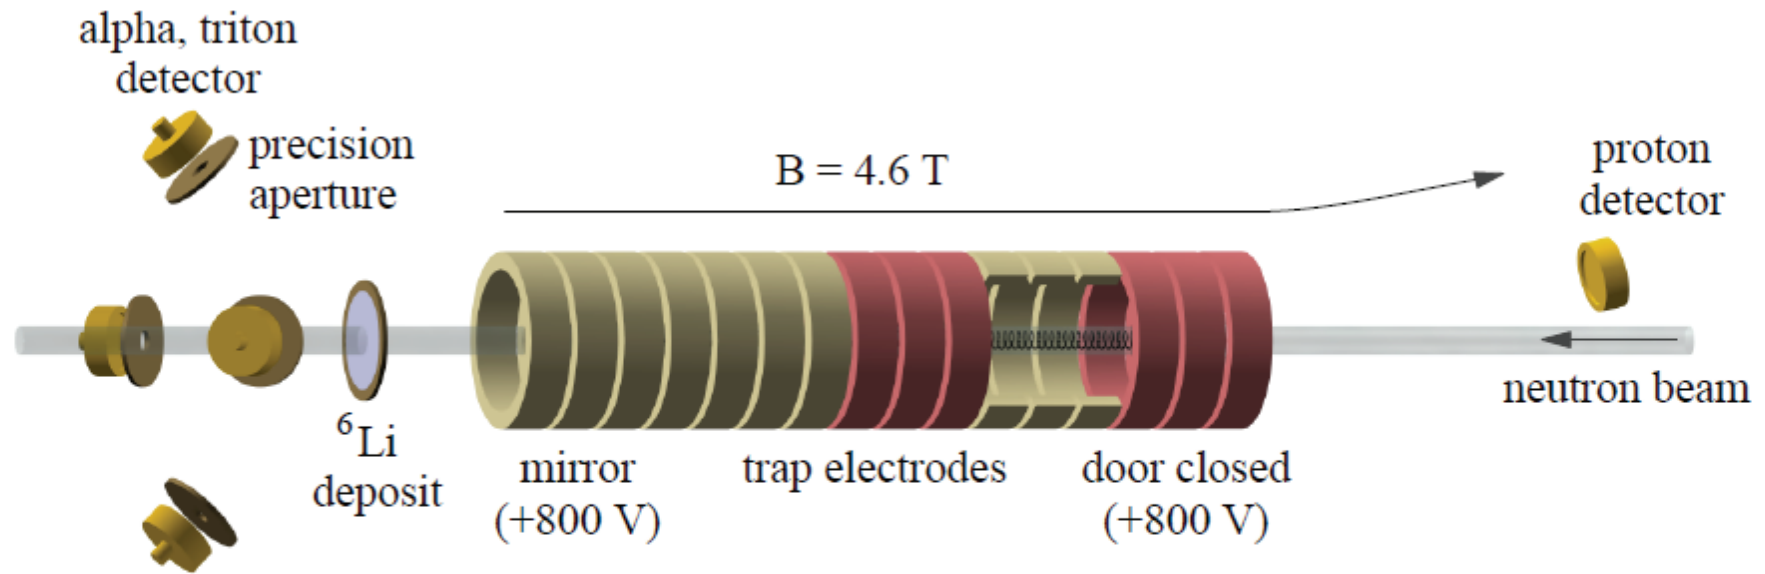 alpha, triton
detector
precision
aperture
B = 4.6 T
proton
detector
neutron beam
⁶Li
deposit
mirror
(+800 V)
trap electrodes
door closed
(+800 V)